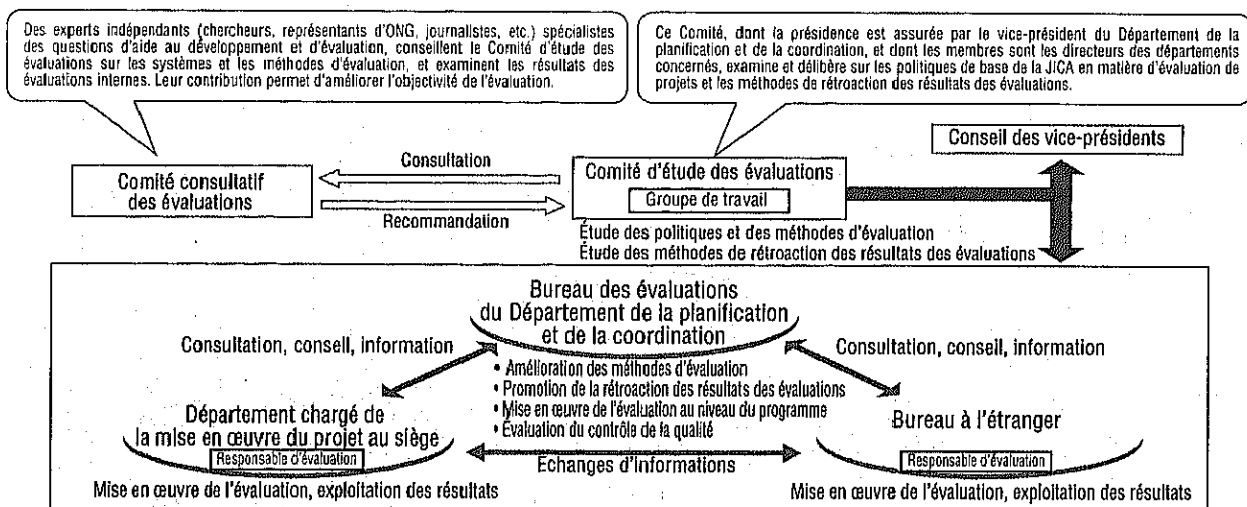 Des experts indépendants (chercheurs, représentants d'ONG, journalistes, etc.) spécialistes
des questions d'aide au développement et d'évaluation, conseillent le Comité d'étude des
évaluations sur les systèmes et les méthodes d'évaluation, et examinent les résultats des
évaluations internes. Leur contribution permet d'améliorer l'objectivité de l'évaluation.
Ce Comité, dont la présidence est assurée par le vice-président du Département de la
planification et de la coordination, et dont les membres sont les directeurs des départements
concernés, examine et délibère sur les politiques de base de la JICA en matière d'évaluation de
projets et les méthodes de rétroaction des résultats des évaluations.
Conseil des vice-présidents
Comité consultatif
des évaluations
Consultation
Recommandation
Comité d'étude des évaluations
Groupe de travail
Étude des politiques et des méthodes d'évaluation
Étude des méthodes de rétroaction des résultats des évaluations
Bureau des évaluations
du Département de la planification
et de la coordination
Consultation, conseil, information
Consultation, conseil, information
• Amélioration des méthodes d'évaluation
• Promotion de la rétroaction des résultats des évaluations
• Mise en œuvre de l'évaluation au niveau du programme
• Évaluation du contrôle de la qualité
Département chargé de
la mise en œuvre du projet au siège
Responsable d'évaluation
Mise en œuvre de l'évaluation, exploitation des résultats
Echanges d'informations
Bureau à l'étranger
Responsable d'évaluation
Mise en œuvre de l'évaluation, exploitation des résultats